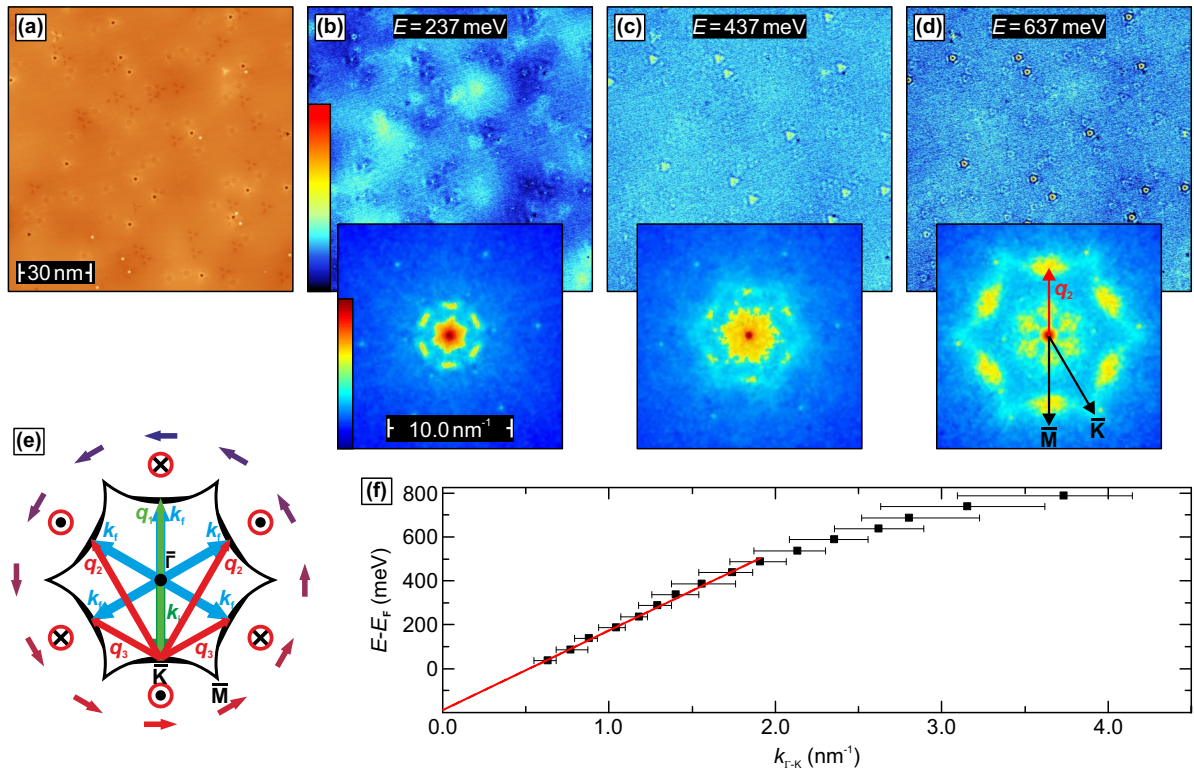 (a)
30 nm
(b)
E = 237 meV
10.0 nm⁻¹
(c)
E = 437 meV
(d)
E = 637 meV
q₂
M̅
K̅
(e)
q₁
k_f
k_f
k_f
Γ̅
q₂
q₂
k_f
k_f
k_i
q₃
q₃
K̅
M̅
(f)
800
600
400
200
0
E-E_F (meV)
0.0 1.0 2.0 3.0 4.0
k_Γ-K (nm⁻¹)